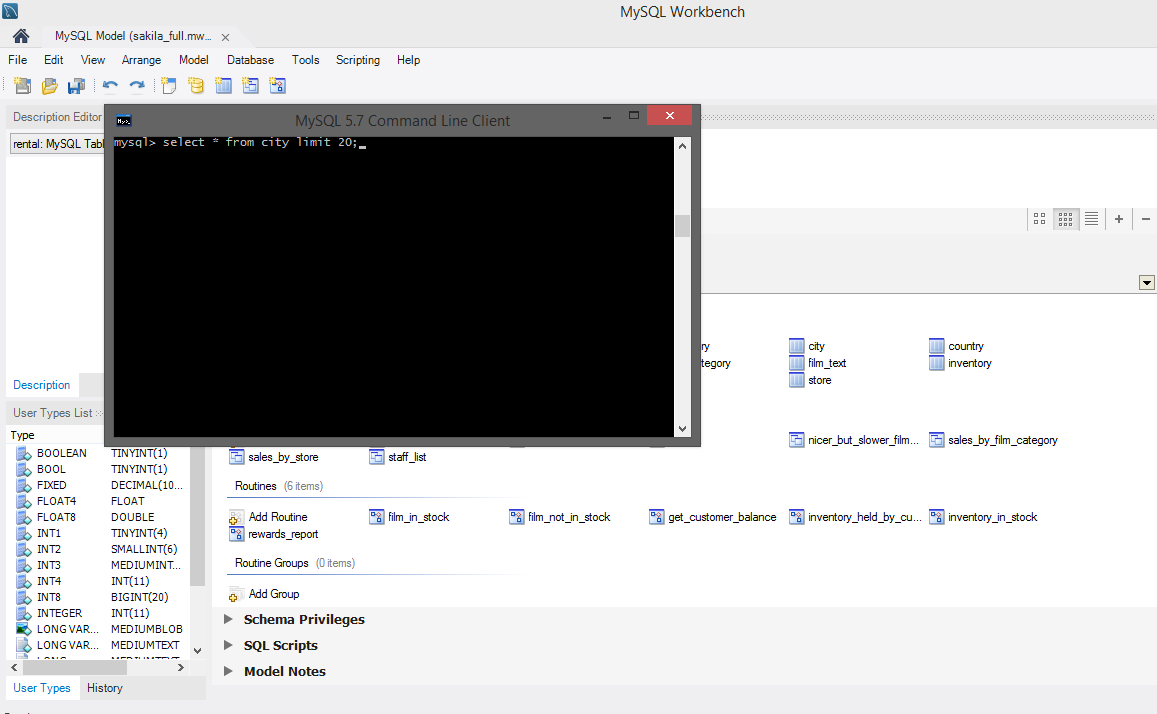 MySQL Workbench
MySQL Model (sakila_full.mw...
File Edit View Arrange Model Database Tools Scripting Help
Description Editor
rental: MySQL Tabl
MySQL 5.7 Command Line Client
mysql> select * from city limit 20;
ry city country
tegory film_text inventory
store
Description
User Types List
Type
BOOLEAN TINYINT(1)
BOOL TINYINT(1)
FIXED DECIMAL(10...
FLOAT4 FLOAT
FLOAT8 DOUBLE
INT1 TINYINT(4)
INT2 SMALLINT(6)
INT3 MEDIUMINT...
INT4 INT(11)
INT8 BIGINT(20)
INTEGER INT(11)
LONG VAR... MEDIUMBLOB
LONG VAR... MEDIUMTEXT
LONG MEDIUMTEXT
User Types History
nicer_but_slower_film... sales_by_film_category
sales_by_store staff_list
Routines (6 items)
Add Routine film_in_stock film_not_in_stock get_customer_balance inventory_held_by_cu... inventory_in_stock
rewards_report
Routine Groups (0 items)
Add Group
Schema Privileges
SQL Scripts
Model Notes